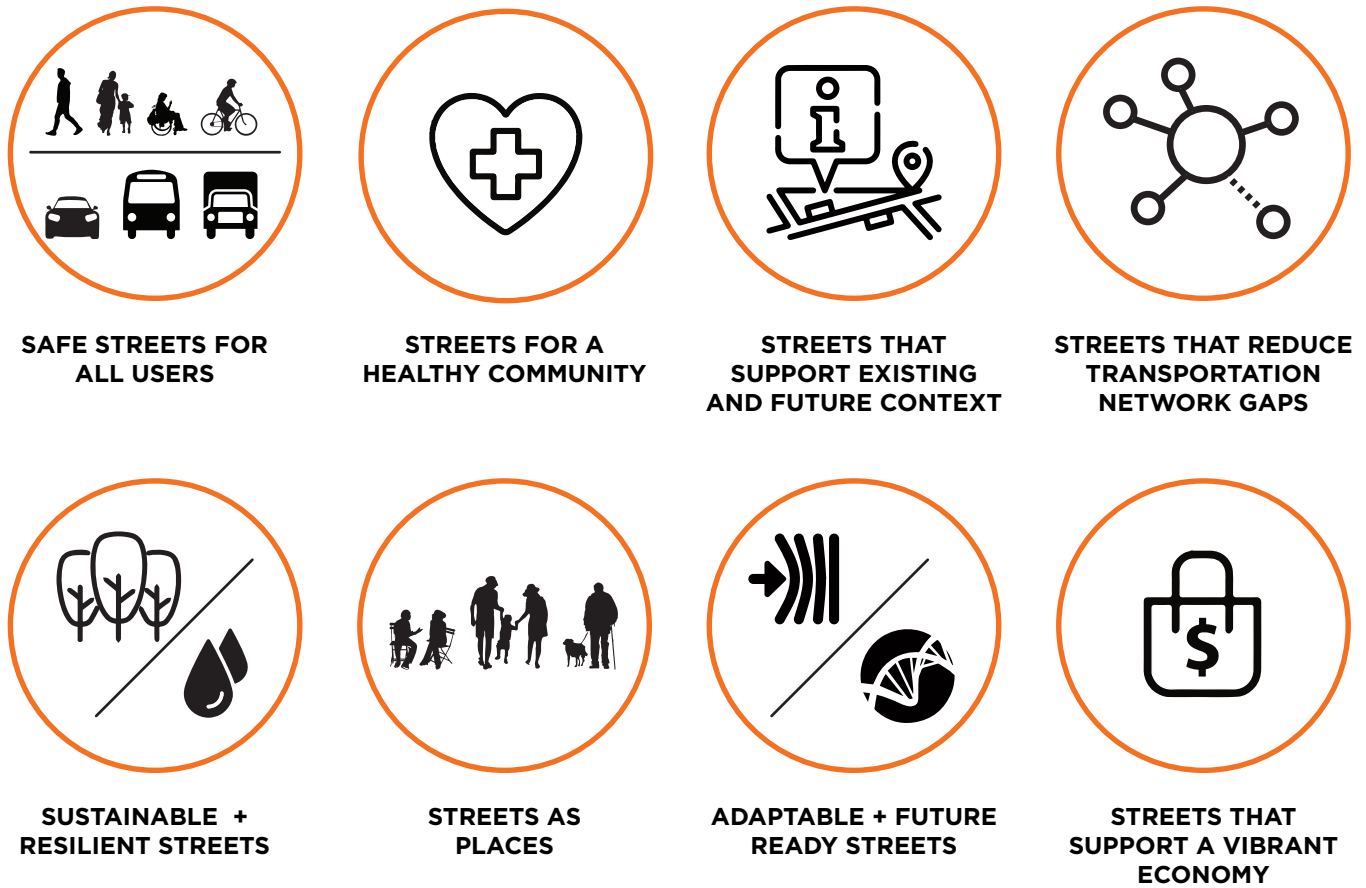 SAFE STREETS FOR
ALL USERS
STREETS FOR A
HEALTHY COMMUNITY
i
STREETS THAT
SUPPORT EXISTING
AND FUTURE CONTEXT
STREETS THAT REDUCE
TRANSPORTATION
NETWORK GAPS
SUSTAINABLE +
RESILIENT STREETS
STREETS AS
PLACES
ADAPTABLE + FUTURE
READY STREETS
$
STREETS THAT
SUPPORT A VIBRANT
ECONOMY